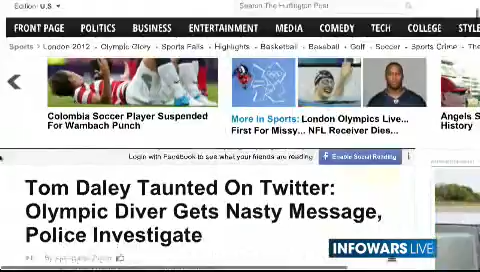 Edition: U.S
Search The Huffington Post
FRONT PAGE POLITICS BUSINESS ENTERTAINMENT MEDIA COMEDY TECH COLLEGE STYLE
Sports > London 2012 • Olympic Glory • Sports Fails • Highlights • Basketball • Baseball • Golf • Soccer • Sports Crime • The
Colombia Soccer Player Suspended
For Wambach Punch
More in Sports: London Olympics Live...
First For Missy... NFL Receiver Dies...
Angels S
History
Login with Facebook to see what your friends are reading
f Enable Social Reading
Tom Daley Taunted On Twitter:
Olympic Diver Gets Nasty Message,
Police Investigate
INFOWARS LIVE